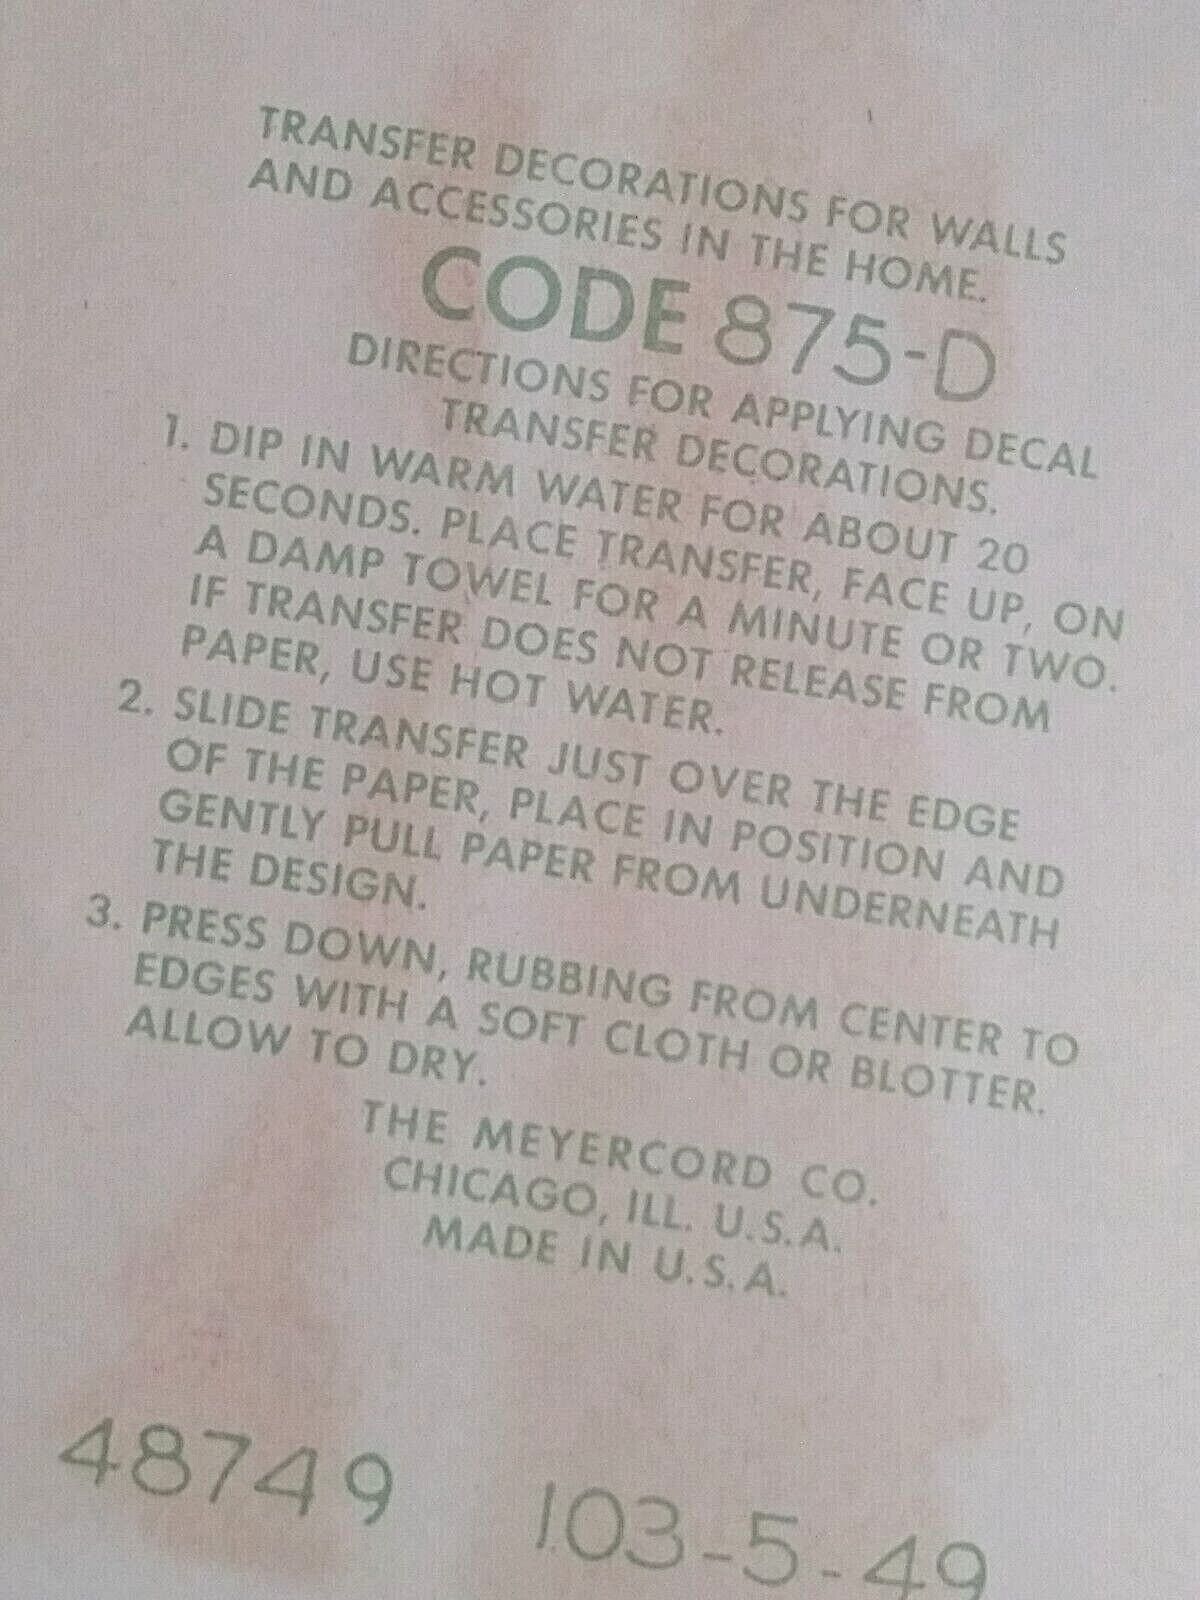 TRANSFER DECORATIONS FOR WALLS
AND ACCESSORIES IN THE HOME.
CODE 875-D
DIRECTIONS FOR APPLYING DECAL
TRANSFER DECORATIONS.
1. DIP IN WARM WATER FOR ABOUT 20
SECONDS. PLACE TRANSFER, FACE UP, ON
A DAMP TOWEL FOR A MINUTE OR TWO.
IF TRANSFER DOES NOT RELEASE FROM
PAPER, USE HOT WATER.
2. SLIDE TRANSFER JUST OVER THE EDGE
OF THE PAPER, PLACE IN POSITION AND
GENTLY PULL PAPER FROM UNDERNEATH
THE DESIGN.
3. PRESS DOWN, RUBBING FROM CENTER TO
EDGES WITH A SOFT CLOTH OR BLOTTER.
ALLOW TO DRY.
THE MEYERCORD CO.
CHICAGO, ILL. U.S.A.
MADE IN U.S.A.
48749 103-5-49